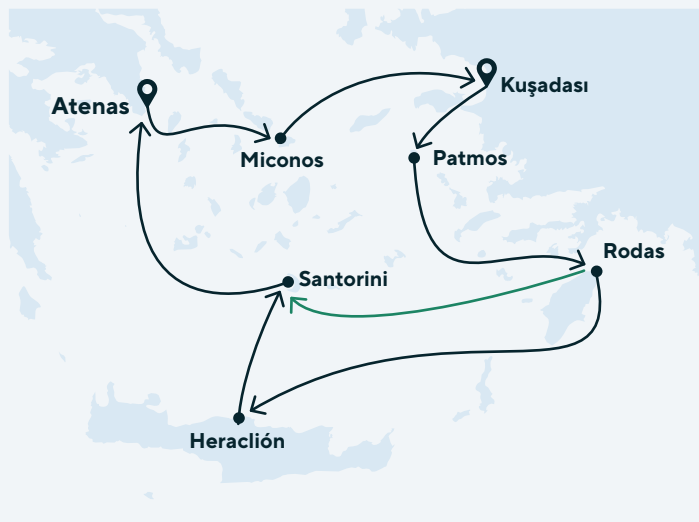 Atenas
Kuşadası
Miconos
Patmos
Rodas
Santorini
Heraclión